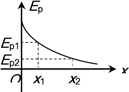 Eₚ
Eₚ₁
Eₚ₂
O x₁ x₂ x